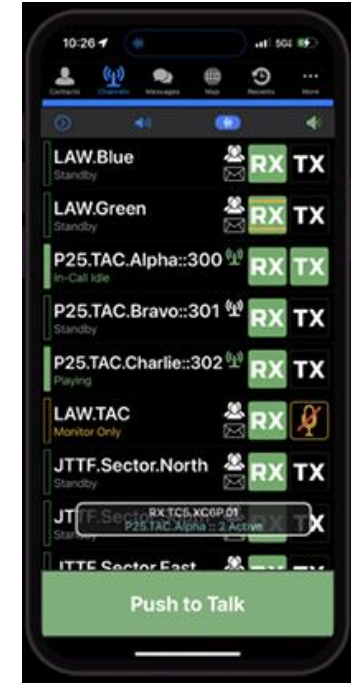 10:26
5G
Contacts Channels Messages Map Recents More
LAW.Blue
Standby
RX TX
LAW.Green
Standby
RX TX
P25.TAC.Alpha::300
In-Call Idle
RX TX
P25.TAC.Bravo::301
Standby
RX TX
P25.TAC.Charlie::302
Playing
RX TX
LAW.TAC
Monitor Only
RX
JTTF.Sector.North
Standby
RX TX
RX TC5.XC6P.01
P25.TAC.Alpha :: 2 Active
JTTF.Sector.East
Push to Talk